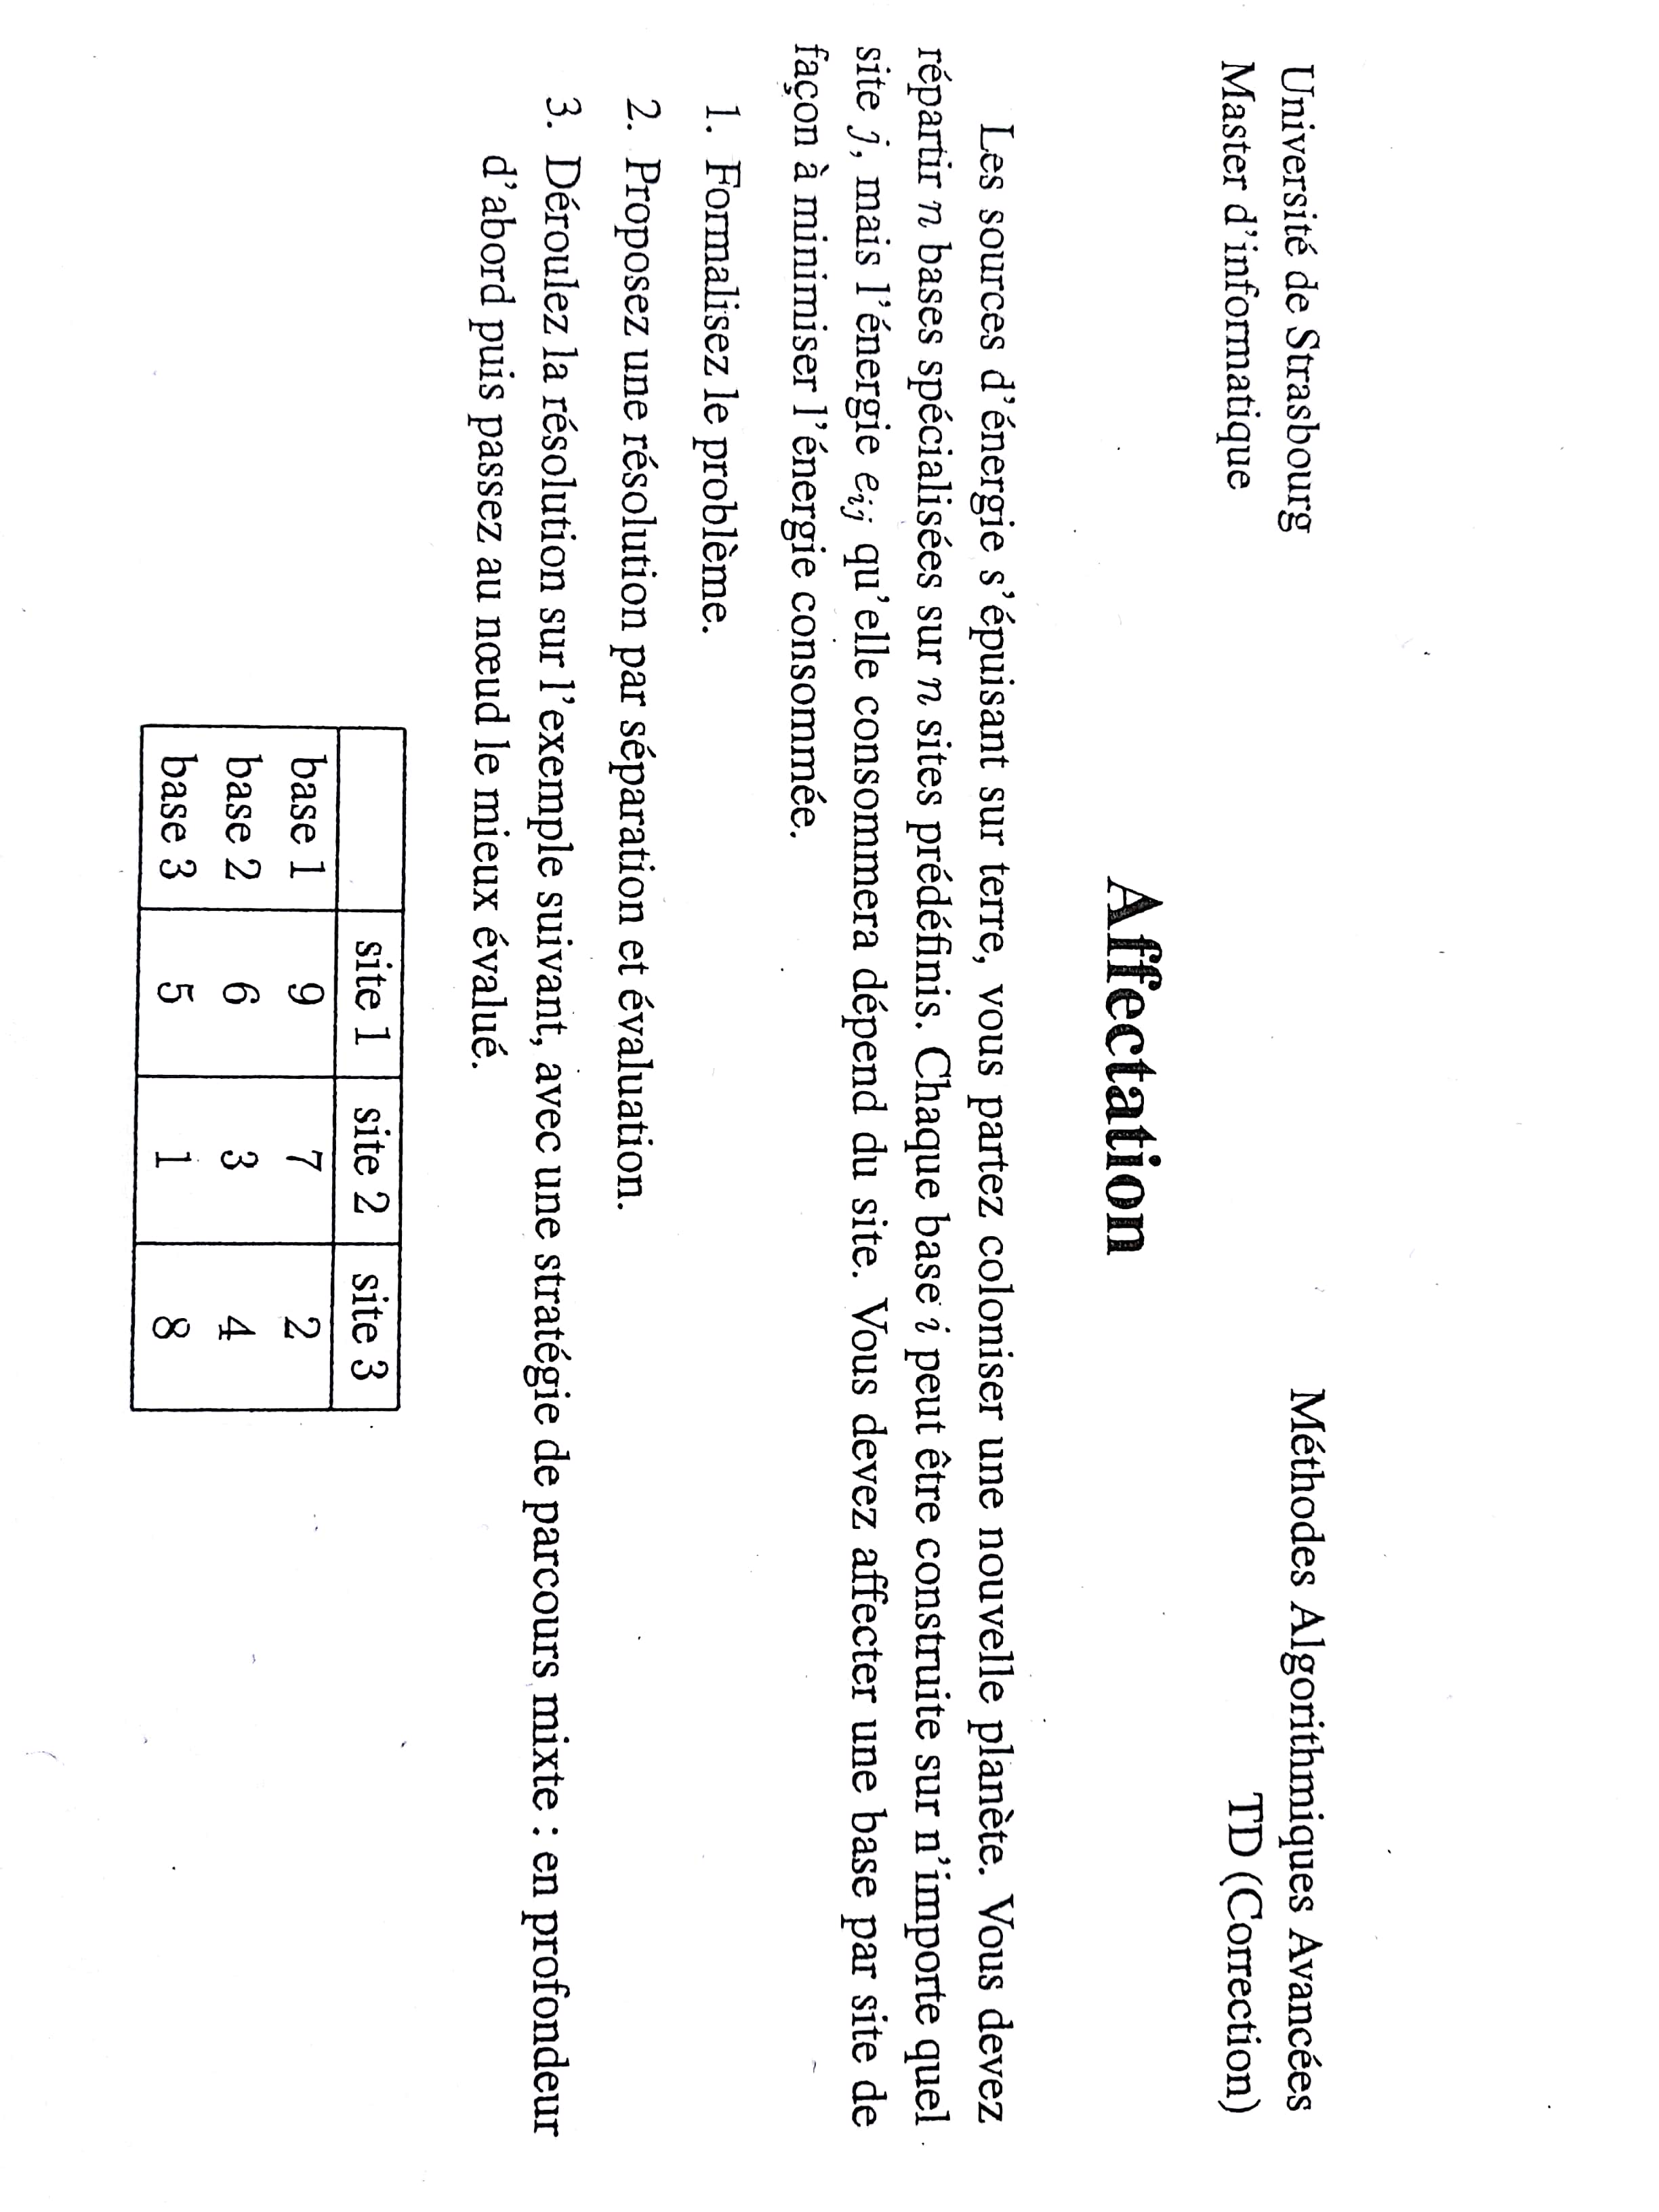 Université de Strasbourg Méthodes Algorithmiques Avancées
Master d'informatique TD (Correction)
Affectation
Les sources d'énergie s'épuisant sur terre, vous partez coloniser une nouvelle planète. Vous devez
répartir n bases spécialisées sur n sites prédéfinis. Chaque base i peut être construite sur n'importe quel
site j, mais l'énergie eij qu'elle consommera dépend du site. Vous devez affecter une base par site de
façon à minimiser l'énergie consommée.
1. Formalisez le problème.
2. Proposez une résolution par séparation et évaluation.
3. Déroulez la résolution sur l'exemple suivant, avec une stratégie de parcours mixte : en profondeur
d'abord puis passez au nœud le mieux évalué.
site 1 site 2 site 3
base 1 9 7 2
base 2 6 3 4
base 3 5 1 8